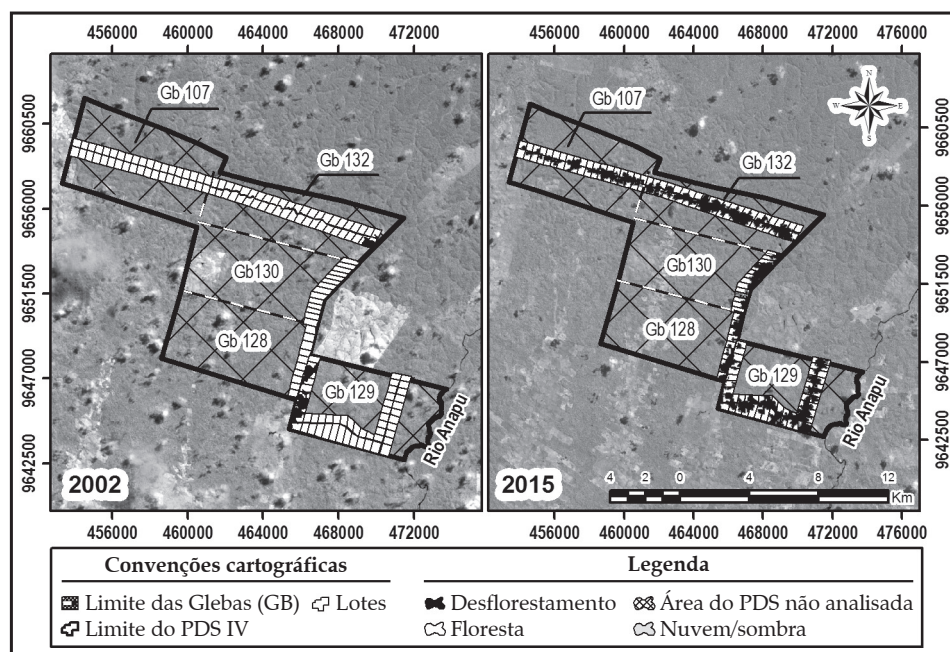 456000 460000 464000 468000 472000
456000 460000 464000 468000 472000 476000
9660500
9656000
9651500
9647000
9642500
Gb 107
Gb 132
Gb130
Gb 128
Gb 129
Rio Anapu
2002
N
W E
S
Gb 107
Gb 132
Gb130
Gb 128
Gb 129
Rio Anapu
2015
4 2 0 4 8 12
Km
9660500
9656000
9651500
9647000
9642500
456000 460000 464000 468000 472000
456000 460000 464000 468000 472000 476000
Convenções cartográficas
Limite das Glebas (GB) Lotes
Limite do PDS IV
Legenda
Desflorestamento Área do PDS não analisada
Floresta Nuvem/sombra